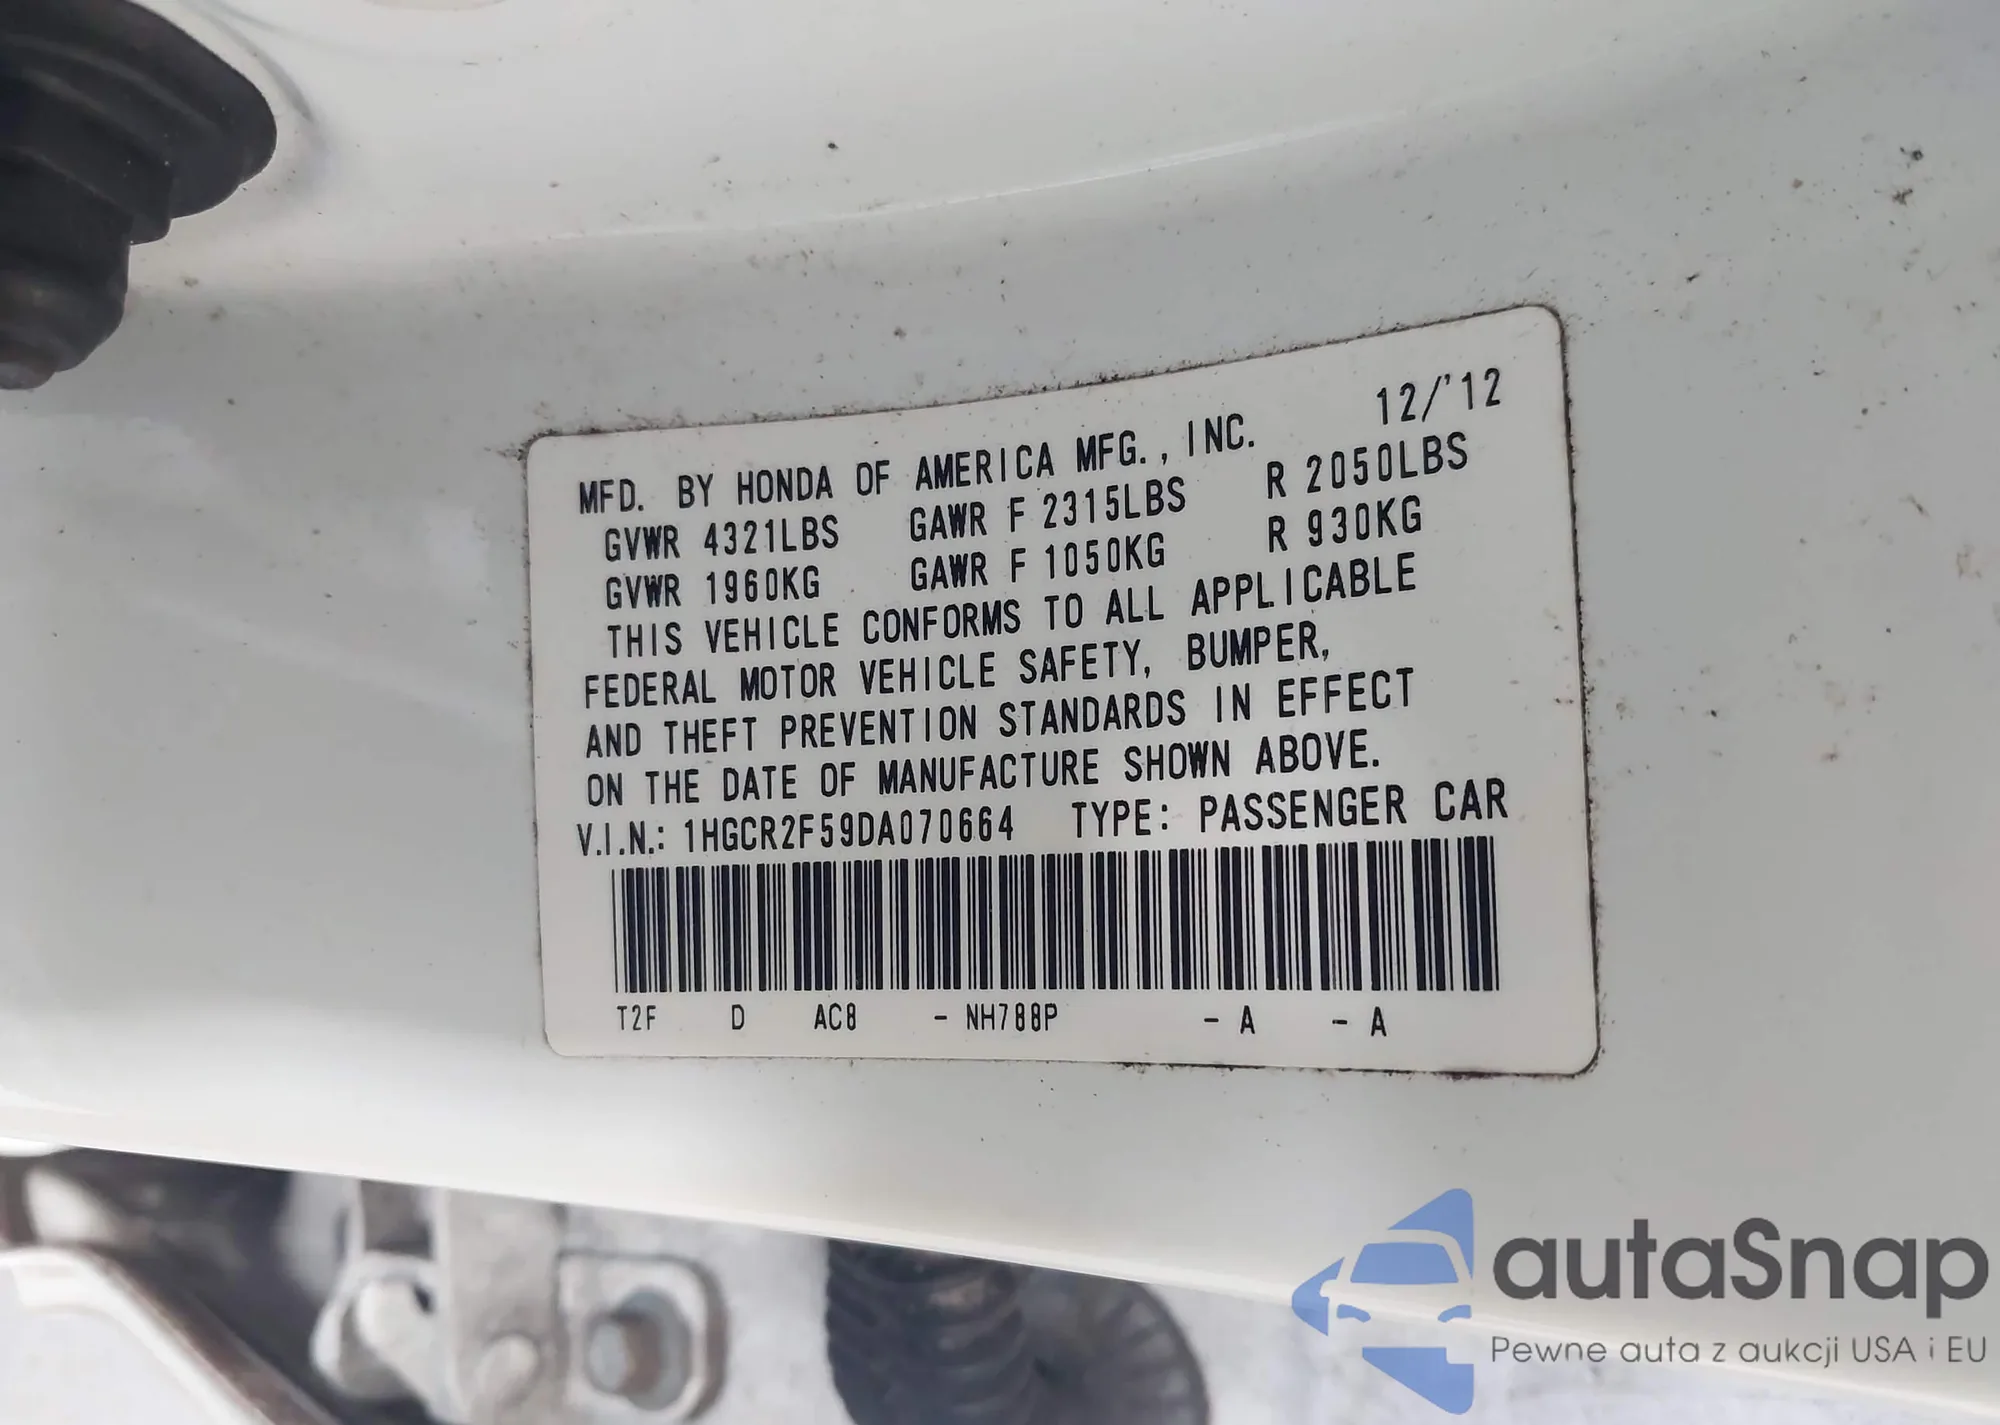 12/'12
MFD. BY HONDA OF AMERICA MFG., INC.
GVWR 4321LBS GAWR F 2315LBS R 2050LBS
GVWR 1960KG GAWR F 1050KG R 930KG
THIS VEHICLE CONFORMS TO ALL APPLICABLE
FEDERAL MOTOR VEHICLE SAFETY, BUMPER,
AND THEFT PREVENTION STANDARDS IN EFFECT
ON THE DATE OF MANUFACTURE SHOWN ABOVE.
V.I.N.: 1HGCR2F59DA070664 TYPE: PASSENGER CAR
T2F D AC8 - NH788P - A - A
autaSnap
Pewne auta z aukcji USA i EU